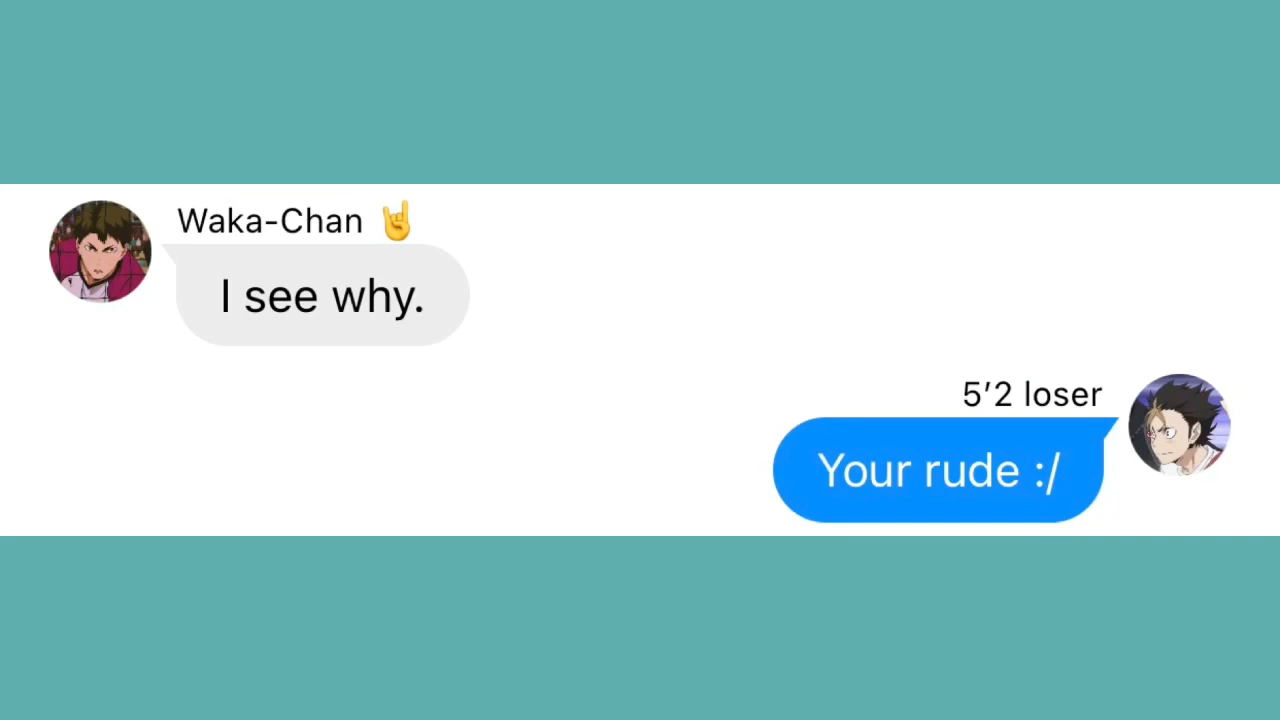 Waka-Chan 🤘
I see why.
5’2 loser
Your rude :/